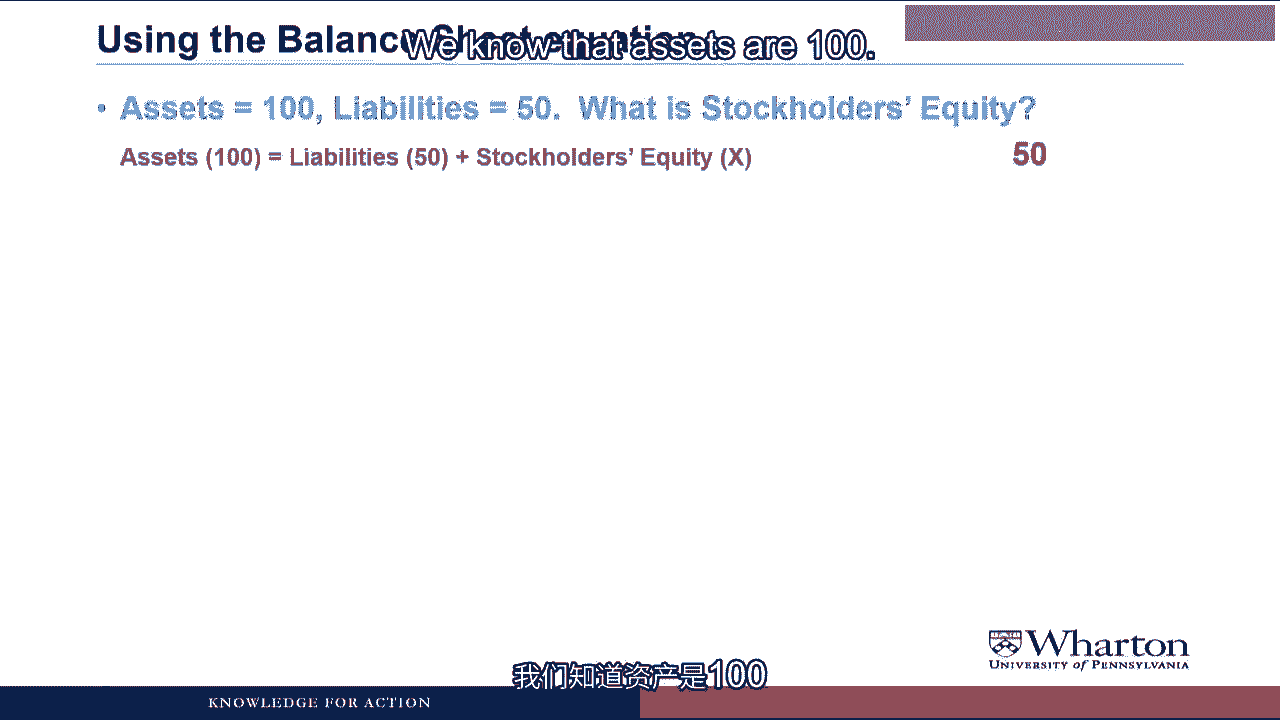 Using the Balance Sheet equation
We know that assets are 100.
• Assets = 100, Liabilities = 50. What is Stockholders’ Equity?
Assets (100) = Liabilities (50) + Stockholders’ Equity (X) 50
Wharton
UNIVERSITY of PENNSYLVANIA
我们知道资产是100
KNOWLEDGE FOR ACTION